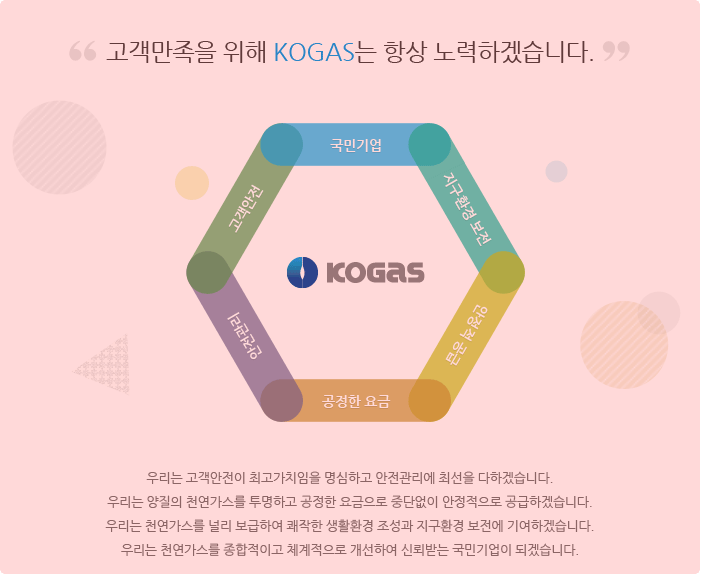 “ 고객만족을 위해 KOGAS는 항상 노력하겠습니다. ”
국민기업
고객안전
지구환경 보전
KOGAS
안전관리
안정적 공급
공정한 요금
우리는 고객안전이 최고가치임을 명심하고 안전관리에 최선을 다하겠습니다.
우리는 양질의 천연가스를 투명하고 공정한 요금으로 중단없이 안정적으로 공급하겠습니다.
우리는 천연가스를 널리 보급하여 쾌작한 생활환경 조성과 지구환경 보전에 기여하겠습니다.
우리는 천연가스를 종합적이고 체계적으로 개선하여 신뢰받는 국민기업이 되겠습니다.